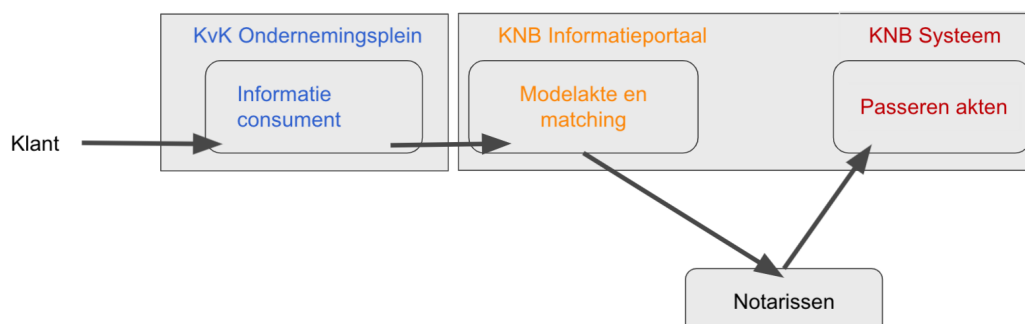 KvK Ondernemingsplein
KNB Informatieportaal
KNB Systeem
Informatie
consument
Modelakte en
matching
Passeren akten
Klant
Notarissen